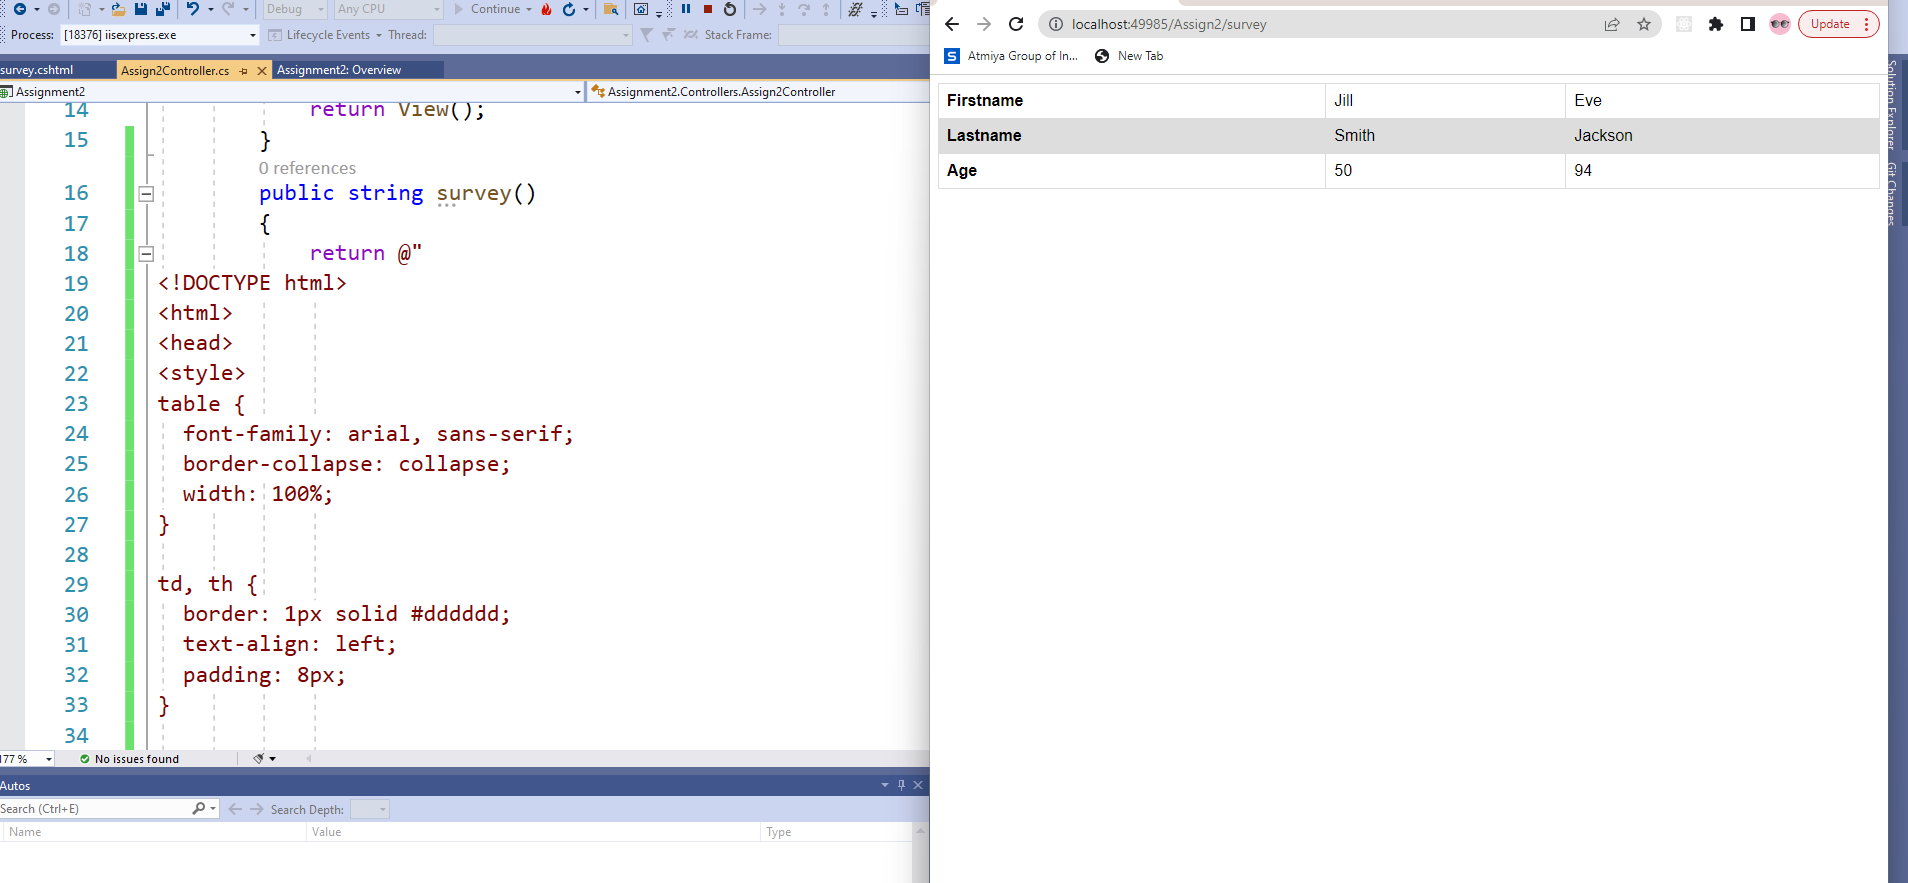 Debug
Any CPU
Continue
Process:
[18376] iisexpress.exe
Lifecycle Events
Thread:
Stack Frame:
survey.cshtml
Assign2Controller.cs
Assignment2: Overview
Assignment2
Assignment2.Controllers.Assign2Controller
14 return View();
15 }
0 references
16 public string survey()
17 {
18 return @"
19 <!DOCTYPE html>
20 <html>
21 <head>
22 <style>
23 table {
24 font-family: arial, sans-serif;
25 border-collapse: collapse;
26 width: 100%;
27 }
28
29 td, th {
30 border: 1px solid #dddddd;
31 text-align: left;
32 padding: 8px;
33 }
34
177 %
No issues found
Autos
Search (Ctrl+E)
Search Depth:
Name Value Type
localhost:49985/Assign2/survey
Update
Atmiya Group of In...
New Tab
Firstname Jill Eve
Lastname Smith Jackson
Age 50 94
Solution Explorer
Git Changes